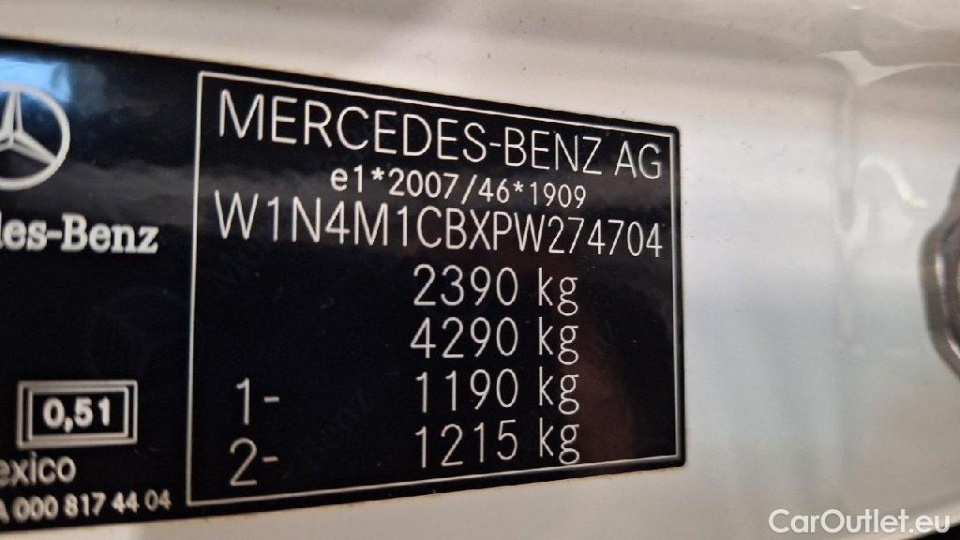 MERCEDES-BENZ AG
e1*2007/46*1909
W1N4M1CBXPW274704
2390 kg
4290 kg
1- 1190 kg
2- 1215 kg
des-Benz
0,51
exico
A 000 817 44 04
CarOutlet.eu